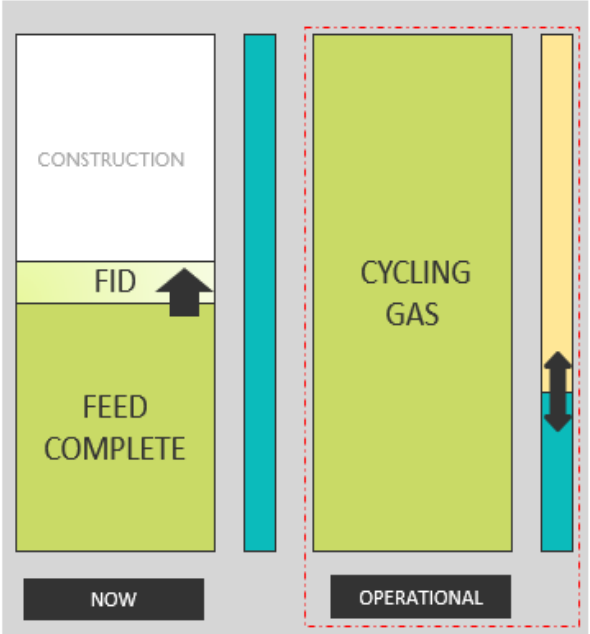 CONSTRUCTION
FID
FEED
COMPLETE
NOW
CYCLING
GAS
OPERATIONAL